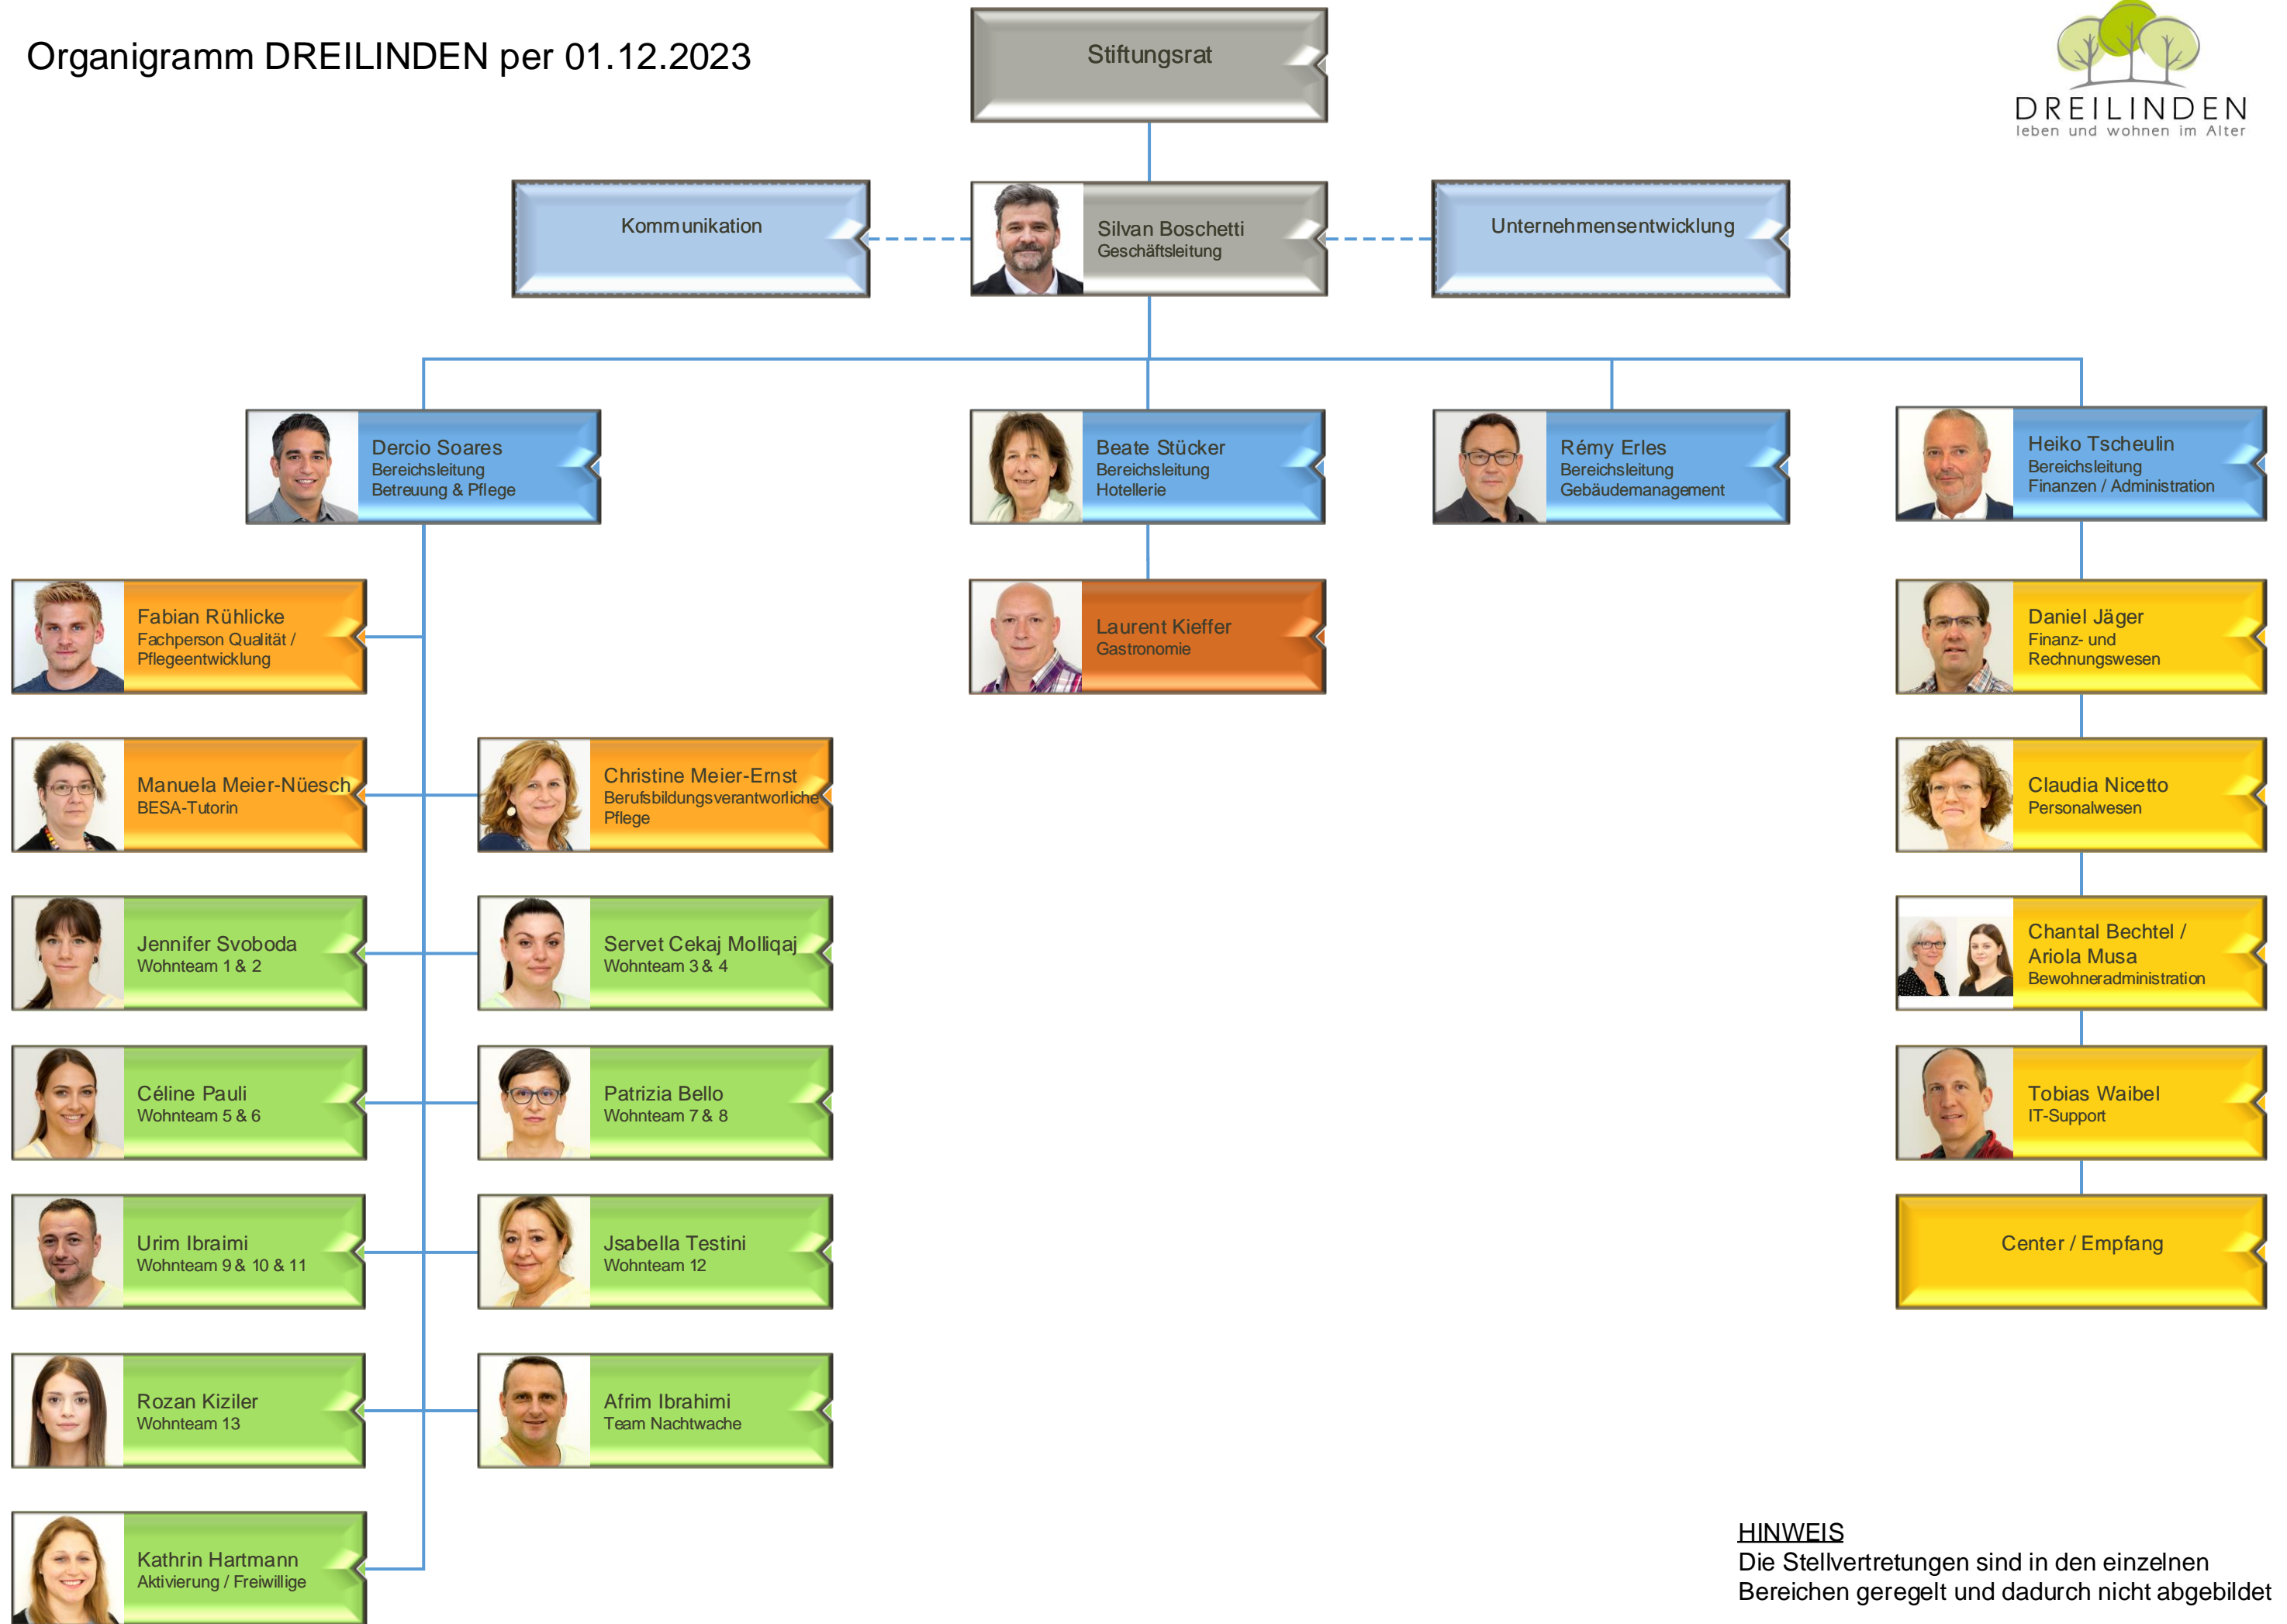 Organigramm DREILINDEN per 01.12.2023
Stiftungsrat
DREILINDEN
leben und wohnen im Alter
Kommunikation
Silvan Boschetti
Geschäftsleitung
Unternehmensentwicklung
Dercio Soares
Bereichsleitung
Betreuung & Pflege
Beate Stücker
Bereichsleitung
Hotellerie
Rémy Erles
Bereichsleitung
Gebäudemanagement
Heiko Tscheulin
Bereichsleitung
Finanzen / Administration
Fabian Rühlicke
Fachperson Qualität /
Pflegeentwicklung
Laurent Kieffer
Gastronomie
Daniel Jäger
Finanz- und
Rechnungswesen
Manuela Meier-Nüesch
BESA-Tutorin
Christine Meier-Ernst
Berufsbildungsverantworliche
Pflege
Claudia Nicetto
Personalwesen
Jennifer Svoboda
Wohnteam 1 & 2
Servet Cekaj Molliqaj
Wohnteam 3 & 4
Chantal Bechtel /
Ariola Musa
Bewohneradministration
Céline Pauli
Wohnteam 5 & 6
Patrizia Bello
Wohnteam 7 & 8
Tobias Waibel
IT-Support
Urim Ibraimi
Wohnteam 9 & 10 & 11
Jsabella Testini
Wohnteam 12
Center / Empfang
Rozan Kiziler
Wohnteam 13
Afrim Ibrahimi
Team Nachtwache
Kathrin Hartmann
Aktivierung / Freiwillige
HINWEIS
Die Stellvertretungen sind in den einzelnen
Bereichen geregelt und dadurch nicht abgebildet